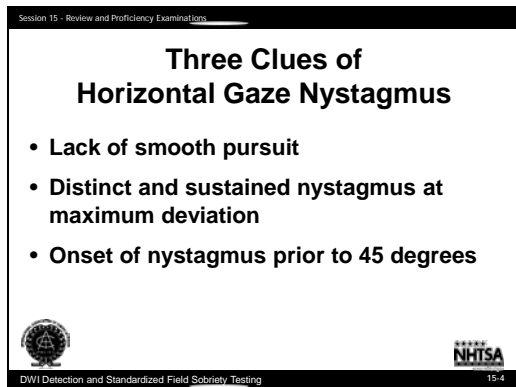 Session 15 - Review and Proficiency Examinations
Three Clues of
Horizontal Gaze Nystagmus
• Lack of smooth pursuit
• Distinct and sustained nystagmus at
maximum deviation
• Onset of nystagmus prior to 45 degrees
NHTSA
DWI Detection and Standardized Field Sobriety Testing
15-4